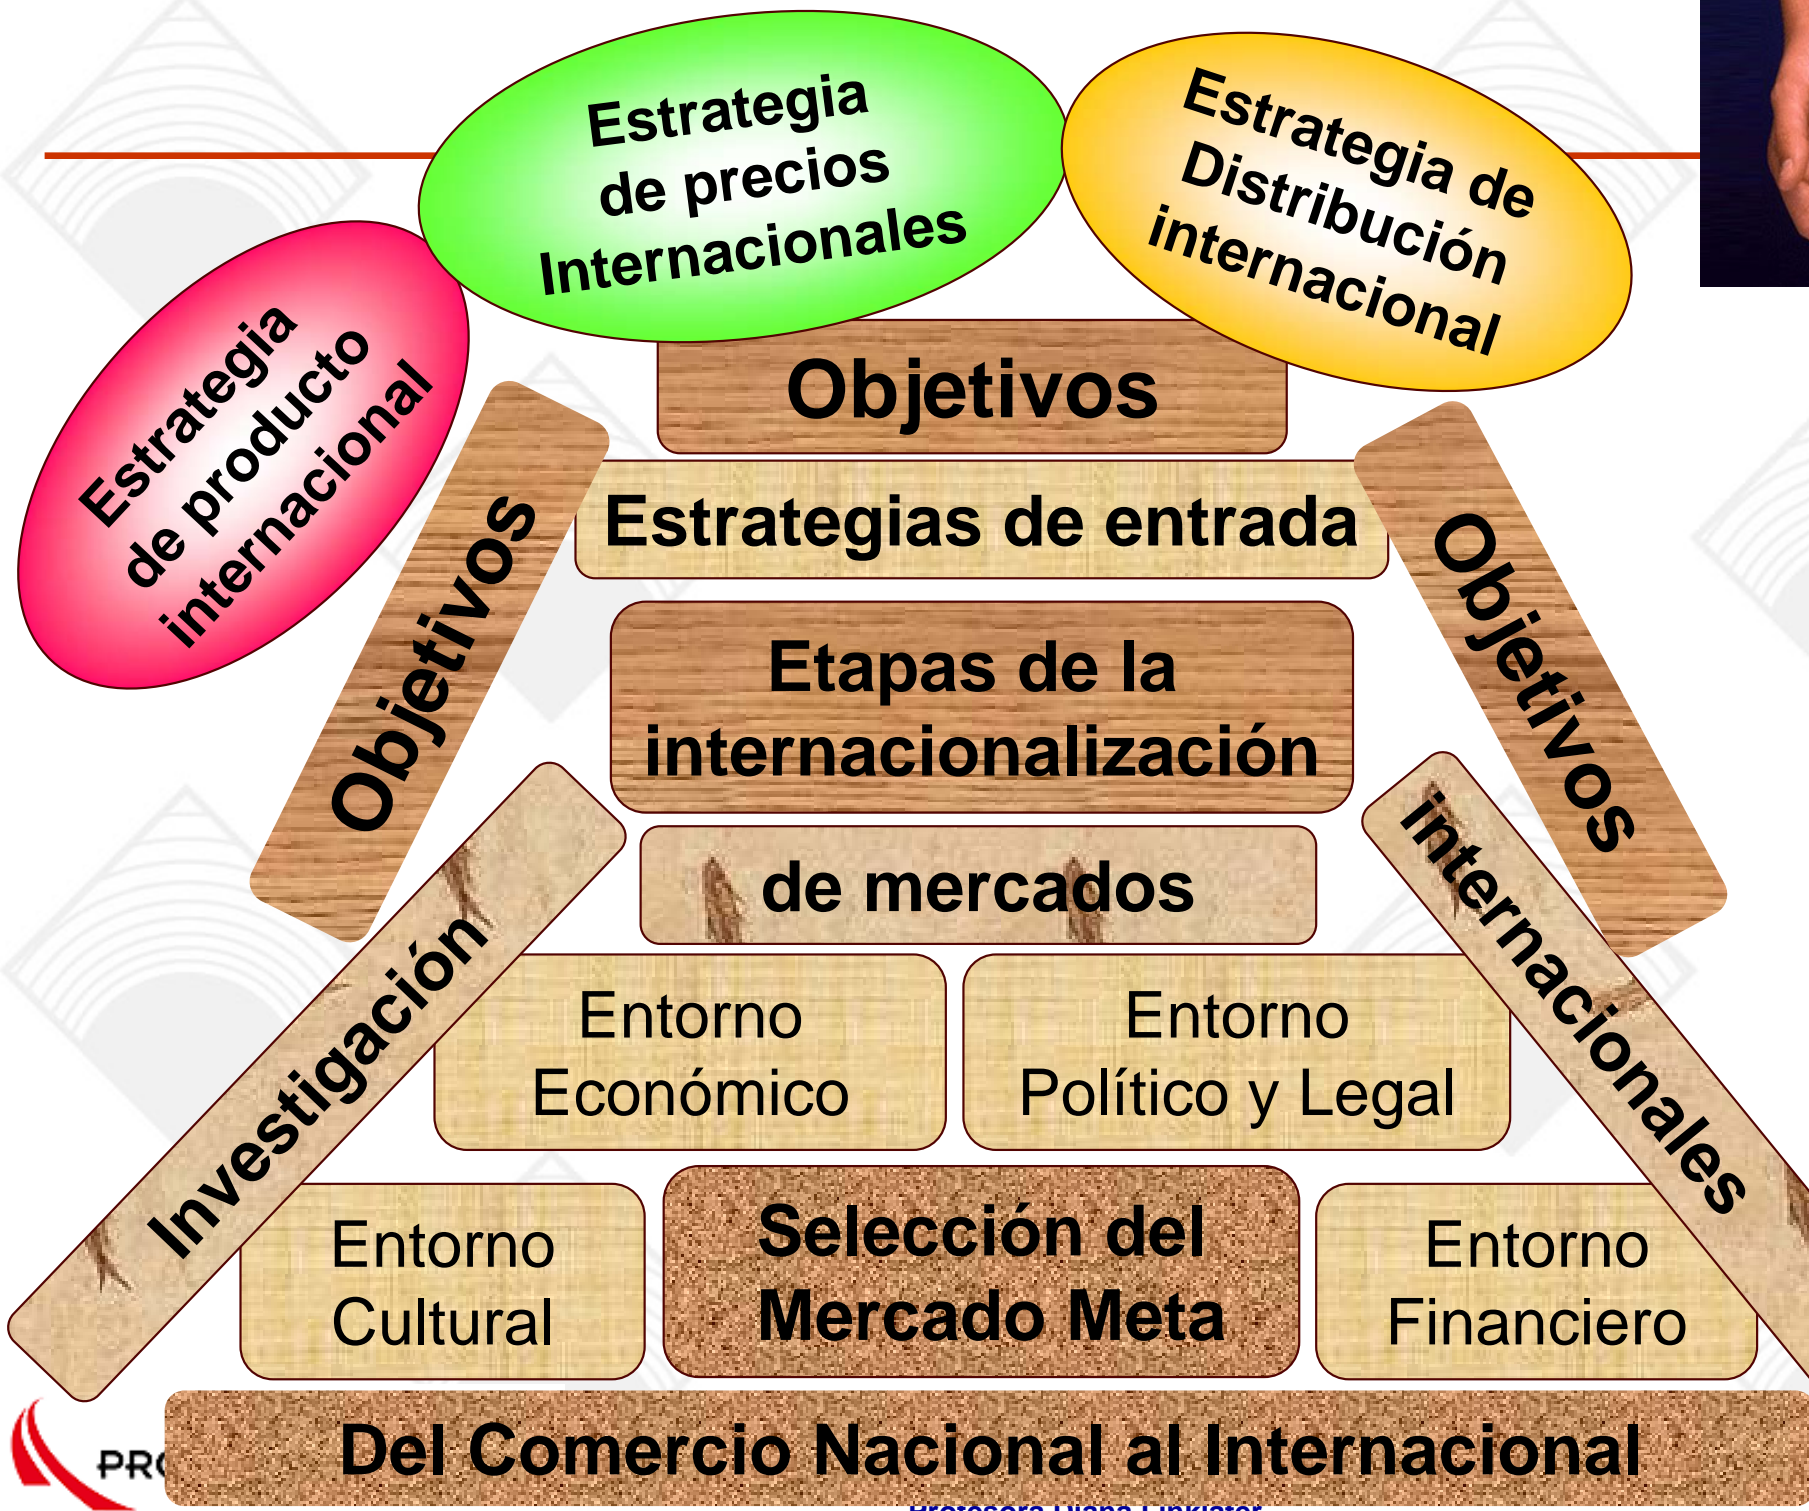 Estrategia
de precios
Internacionales
Estrategia de
Distribución
internacional
Estrategia
de producto
internacional
Objetivos
Estrategias de entrada
Objetivos
Objetivos
Etapas de la
internacionalización
de mercados
Investigación
internacionales
Entorno
Económico
Entorno
Político y Legal
Entorno
Cultural
Selección del
Mercado Meta
Entorno
Financiero
Del Comercio Nacional al Internacional
Profesora Diana